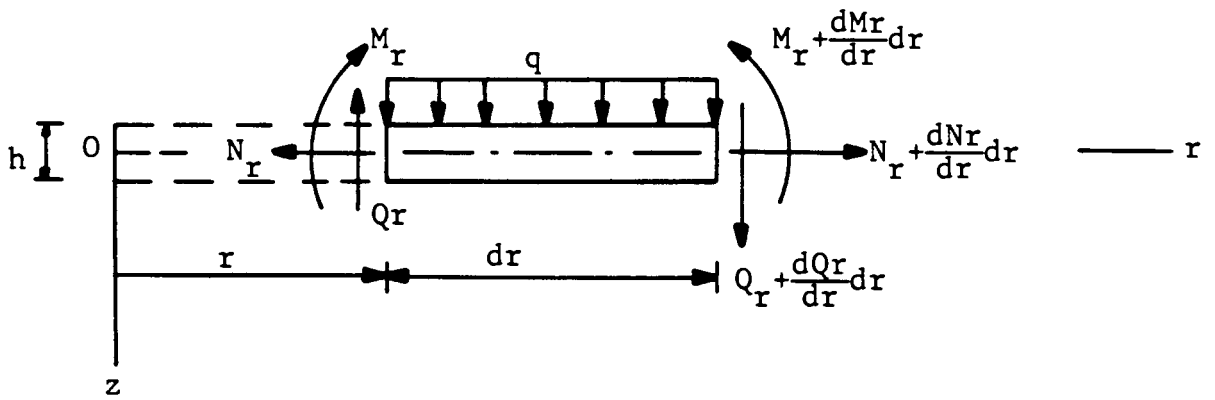 M_r
q
M_r+dMr/dr dr
h
O
N_r
N_r+dNr/dr dr
r
Qr
r
dr
Q_r+dQr/dr dr
z